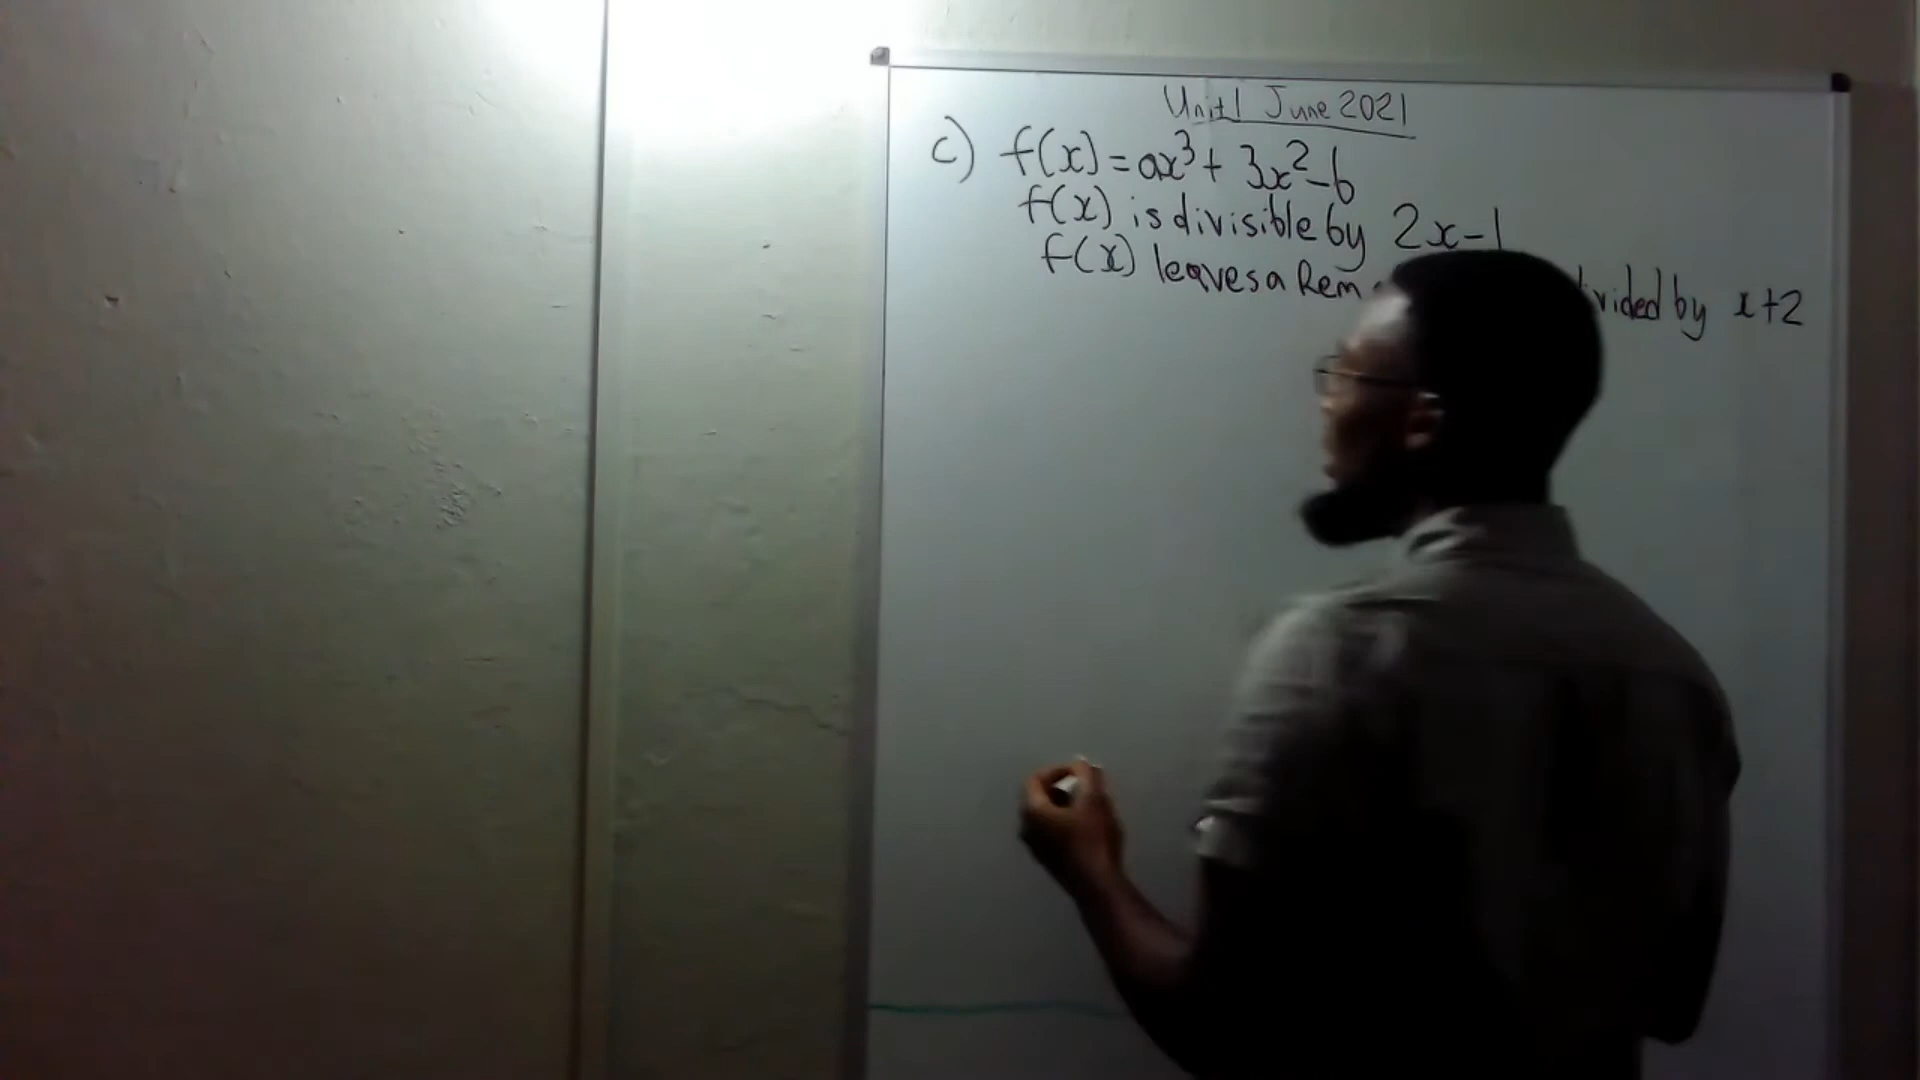 Unit 1 June 2021
c) f(x) = ax³ + 3x² - b
f(x) is divisible by 2x - 1
f(x) leaves a Rem divided by x + 2